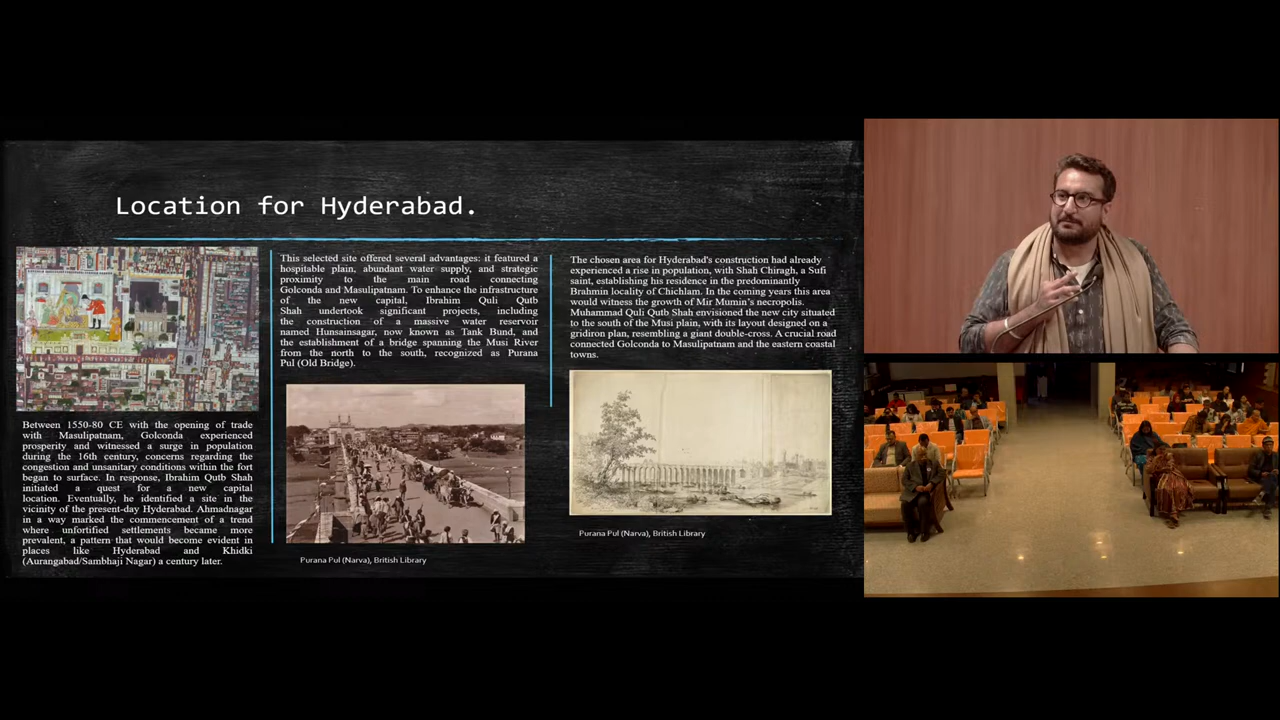 Location for Hyderabad.
Between 1550-80 CE with the opening of trade
with Masulipatnam, Golconda experienced
prosperity and witnessed a surge in population
during the 16th century, concerns regarding the
congestion and unsanitary conditions within the fort
began to surface. In response, Ibrahim Qutb Shah
initiated a quest for a new capital
location. Eventually, he identified a site in the
vicinity of the present-day Hyderabad. Ahmadnagar
in a way marked the commencement of a trend
where unfortified settlements became more
prevalent, a pattern that would become evident in
places like Hyderabad and Khidki
(Aurangabad/Sambhaji Nagar) a century later.
This selected site offered several advantages: it featured a
hospitable plain, abundant water supply, and strategic
proximity to the main road connecting
Golconda and Masulipatnam. To enhance the infrastructure
of the new capital, Ibrahim Quli Qutb
Shah undertook significant projects, including
the construction of a massive water reservoir
named Hunsainsagar, now known as Tank Bund, and
the establishment of a bridge spanning the Musi River
from the north to the south, recognized as Purana
Pul (Old Bridge).
Purana Pul (Narva), British Library
The chosen area for Hyderabad's construction had already
experienced a rise in population, with Shah Chiragh, a Sufi
saint, establishing his residence in the predominantly
Brahmin locality of Chichlam. In the coming years this area
would witness the growth of Mir Mumin's necropolis.
Muhammad Quli Qutb Shah envisioned the new city situated
to the south of the Musi plain, with its layout designed on a
gridiron plan, resembling a giant double-cross. A crucial road
connected Golconda to Masulipatnam and the eastern coastal
towns.
Purana Pul (Narva), British Library